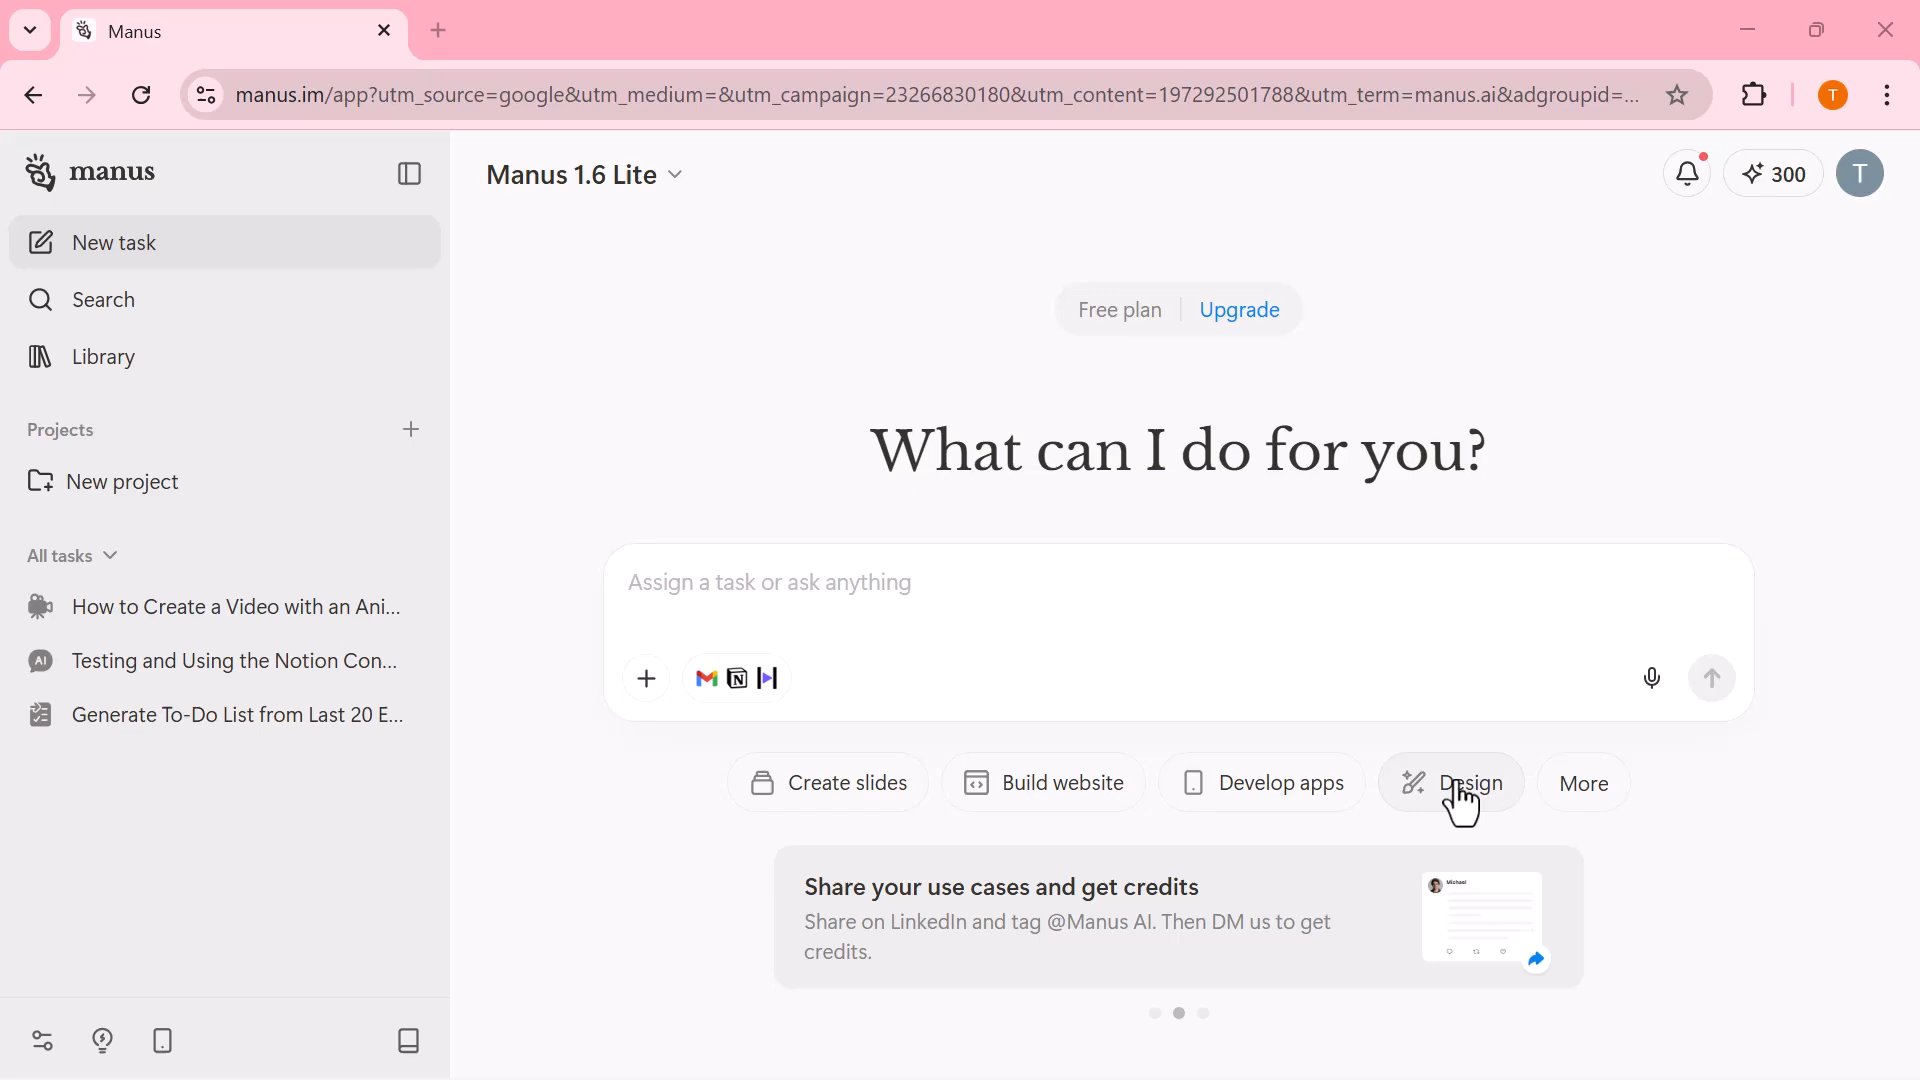 Manus
manus.im/app?utm_source=google&utm_medium=&utm_campaign=23266830180&utm_content=197292501788&utm_term=manus.ai&adgroupid=...
T
manus
Manus 1.6 Lite
300
T
New task
Search
Library
Free plan
Upgrade
Projects
New project
What can I do for you?
All tasks
How to Create a Video with an Ani...
AI
Testing and Using the Notion Con...
Generate To-Do List from Last 20 E...
Assign a task or ask anything
Create slides
Build website
Develop apps
Design
More
Share your use cases and get credits
Share on LinkedIn and tag @Manus AI. Then DM us to get
credits.
Michael